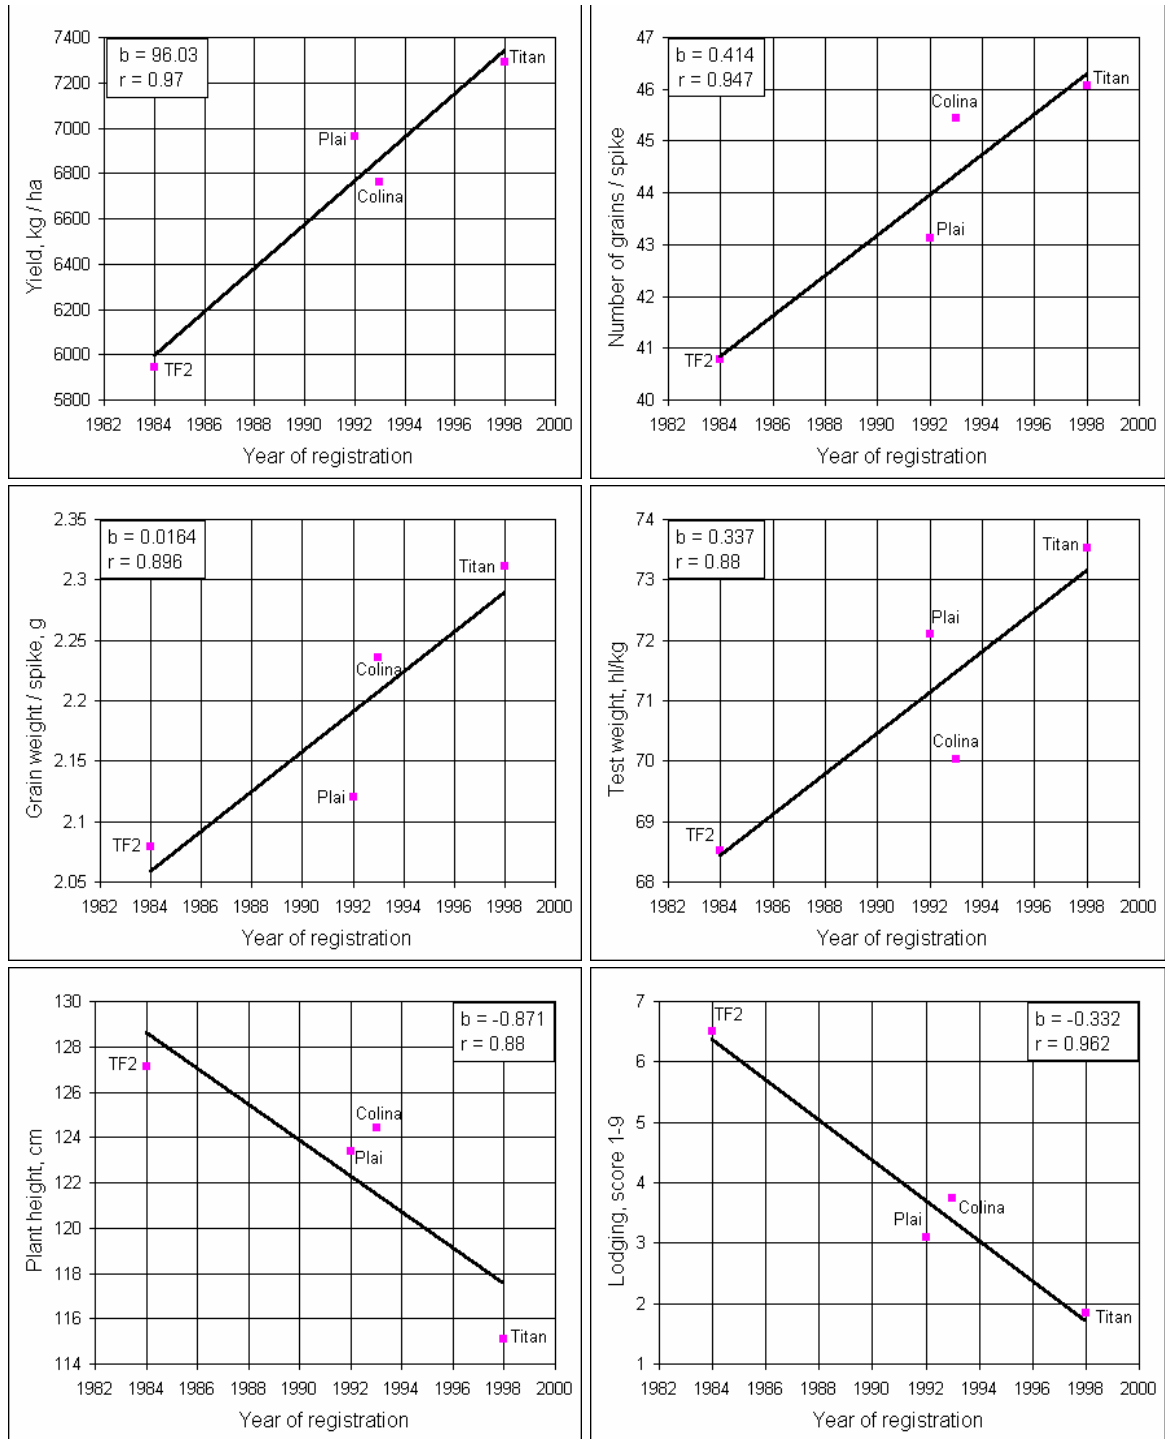 b = 96.03
r = 0.97
7400
7200
7000
6800
6600
6400
6200
6000
5800
Yield, kg / ha
Titan
Plai
Colina
TF2
1982 1984 1986 1988 1990 1992 1994 1996 1998 2000
Year of registration
b = 0.414
r = 0.947
47
46
45
44
43
42
41
40
Number of grains / spike
Titan
Colina
Plai
TF2
1982 1984 1986 1988 1990 1992 1994 1996 1998 2000
Year of registration
b = 0.0164
r = 0.896
2.35
2.3
2.25
2.2
2.15
2.1
2.05
Grain weight / spike, g
Titan
Colina
Plai
TF2
1982 1984 1986 1988 1990 1992 1994 1996 1998 2000
Year of registration
b = 0.337
r = 0.88
74
73
72
71
70
69
68
Test weight, hl/kg
Titan
Plai
Colina
TF2
1982 1984 1986 1988 1990 1992 1994 1996 1998 2000
Year of registration
b = -0.871
r = 0.88
130
128
126
124
122
120
118
116
114
Plant height, cm
TF2
Colina
Plai
Titan
1982 1984 1986 1988 1990 1992 1994 1996 1998 2000
Year of registration
b = -0.332
r = 0.962
7
6
5
4
3
2
1
Lodging, score 1-9
TF2
Colina
Plai
Titan
1982 1984 1986 1988 1990 1992 1994 1996 1998 2000
Year of registration